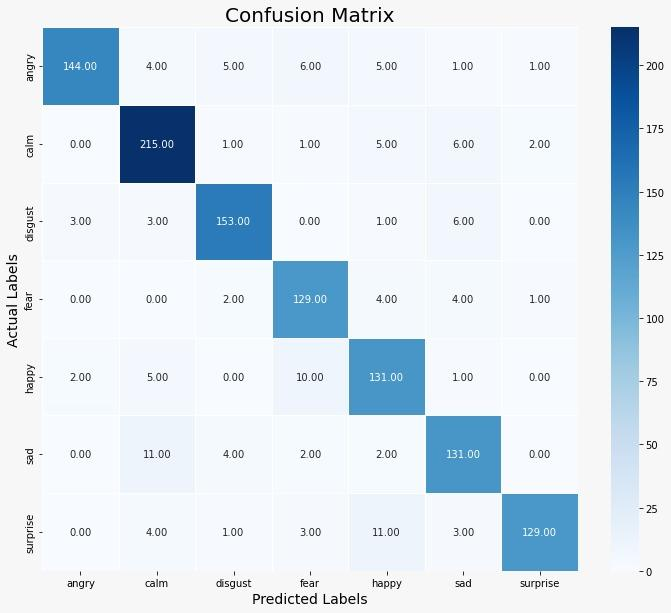 Confusion Matrix
angry 144.00 4.00 5.00 6.00 5.00 1.00 1.00
calm 0.00 215.00 1.00 1.00 5.00 6.00 2.00
disgust 3.00 3.00 153.00 0.00 1.00 6.00 0.00
fear 0.00 0.00 2.00 129.00 4.00 4.00 1.00
happy 2.00 5.00 0.00 10.00 131.00 1.00 0.00
sad 0.00 11.00 4.00 2.00 2.00 131.00 0.00
surprise 0.00 4.00 1.00 3.00 11.00 3.00 129.00
angry calm disgust fear happy sad surprise
Predicted Labels
Actual Labels
200
175
150
125
100
75
50
25
0